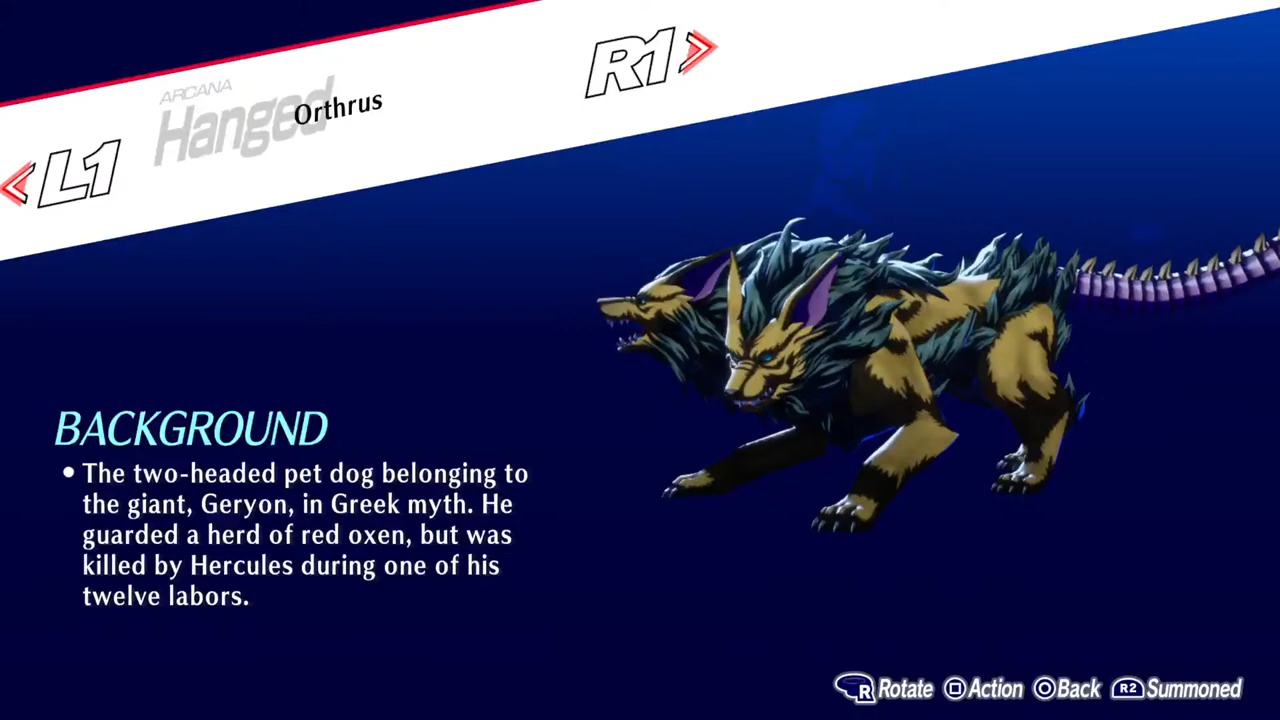 ARCANA
Hanged
Orthrus
L1
R1
BACKGROUND
• The two-headed pet dog belonging to
the giant, Geryon, in Greek myth. He
guarded a herd of red oxen, but was
killed by Hercules during one of his
twelve labors.
R Rotate Action Back R2 Summoned